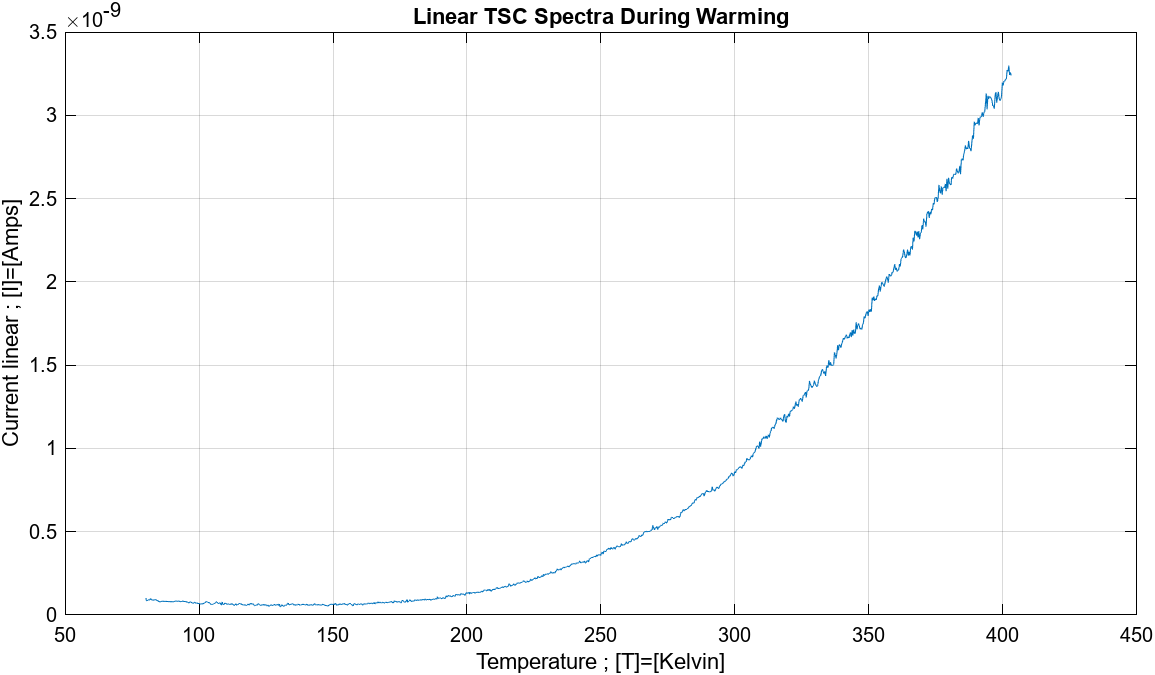 Linear TSC Spectra During Warming
×10-9
3.5
3
2.5
2
1.5
1
0.5
0
Current linear ; [I]=[Amps]
50 100 150 200 250 300 350 400 450
Temperature ; [T]=[Kelvin]